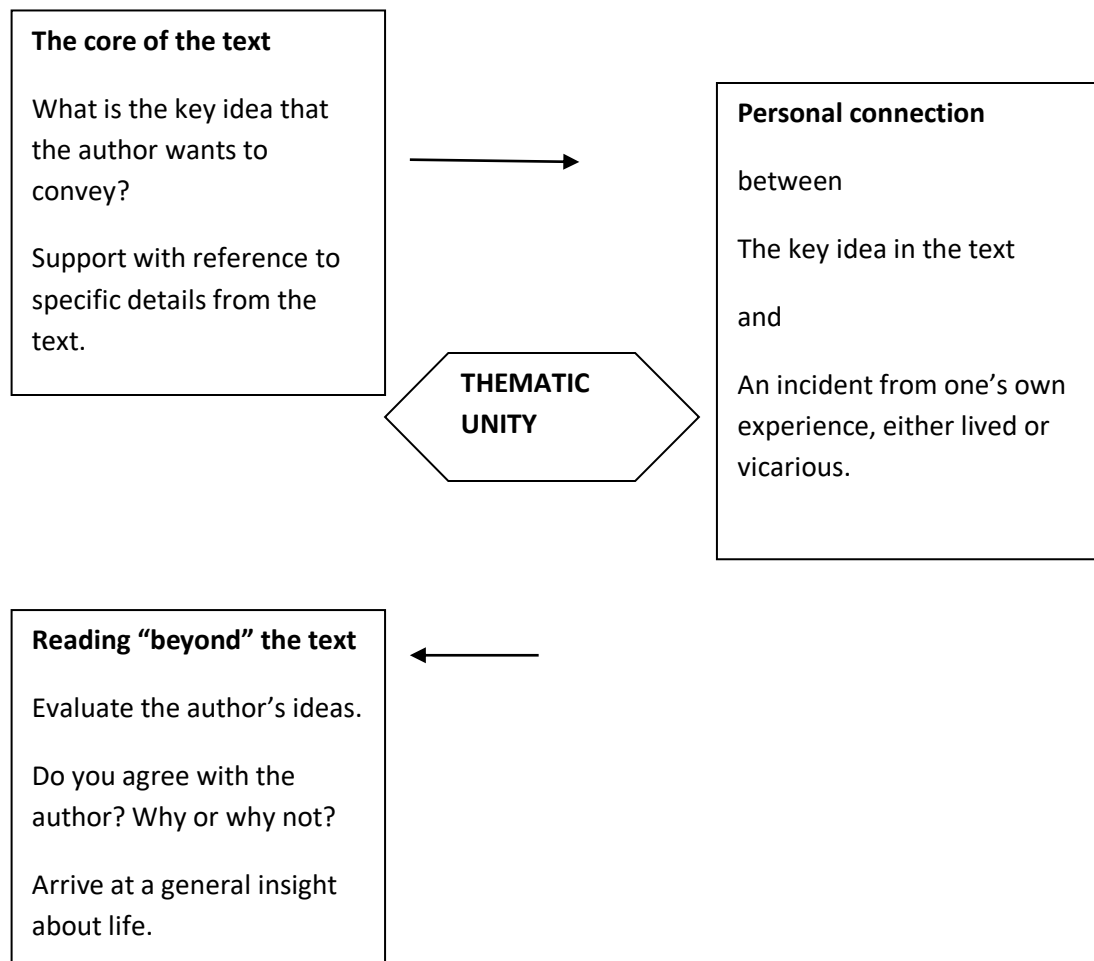 The core of the text
What is the key idea that
the author wants to
convey?
Support with reference to
specific details from the
text.
Personal connection
between
The key idea in the text
and
An incident from one’s own
experience, either lived or
vicarious.
THEMATIC
UNITY
Reading “beyond” the text
Evaluate the author’s ideas.
Do you agree with the
author? Why or why not?
Arrive at a general insight
about life.